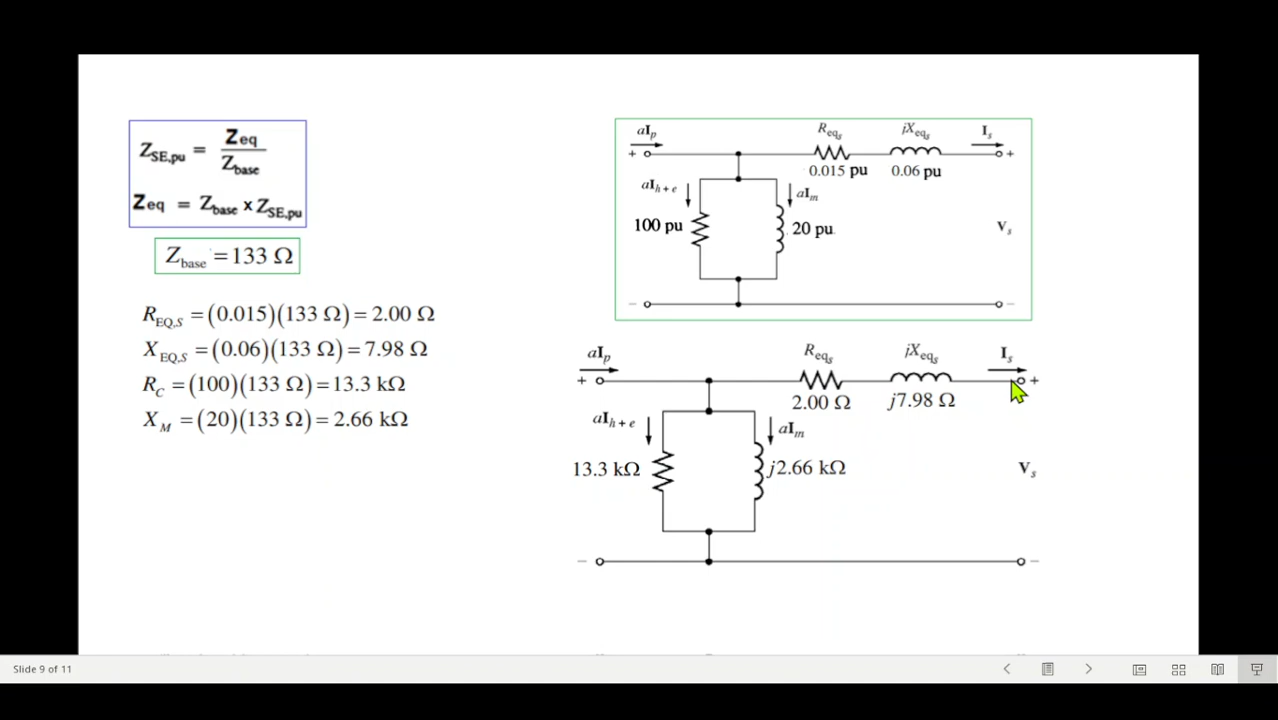 Z_SE,pu = Zeq / Z_base
Zeq = Z_base x Z_SE,pu
Z_base = 133 Ω
R_EQ,S = (0.015)(133 Ω) = 2.00 Ω
X_EQ,S = (0.06)(133 Ω) = 7.98 Ω
R_C = (100)(133 Ω) = 13.3 kΩ
X_M = (20)(133 Ω) = 2.66 kΩ
aI_p R_eq_s jX_eq_s I_s
+ +
0.015 pu 0.06 pu
aI_h+e aI_m
100 pu 20 pu V_s
− −
aI_p R_eq_s jX_eq_s I_s
+ +
2.00 Ω j7.98 Ω
aI_h+e aI_m
13.3 kΩ j2.66 kΩ V_s
− −
Slide 9 of 11